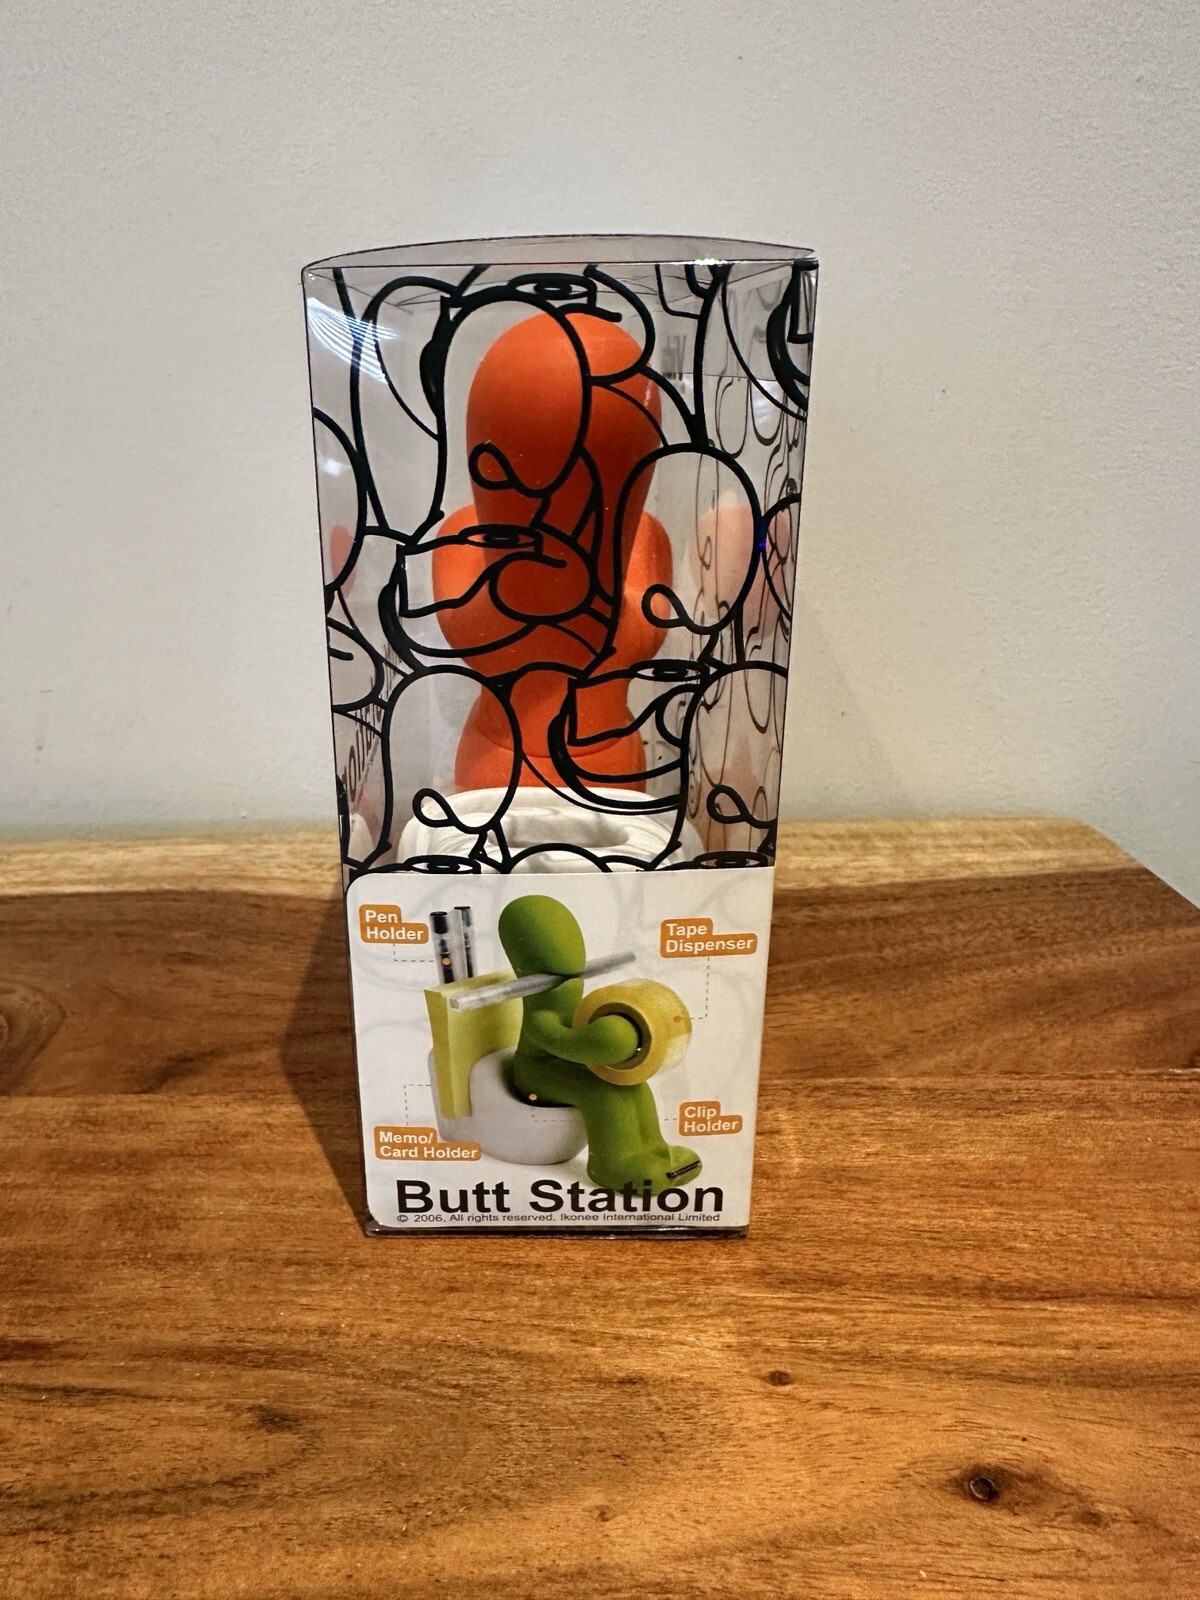 Pen
Holder
Tape
Dispenser
Clip
Holder
Memo/
Card Holder
Butt Station
© 2006, All rights reserved, Ikonee International Limited